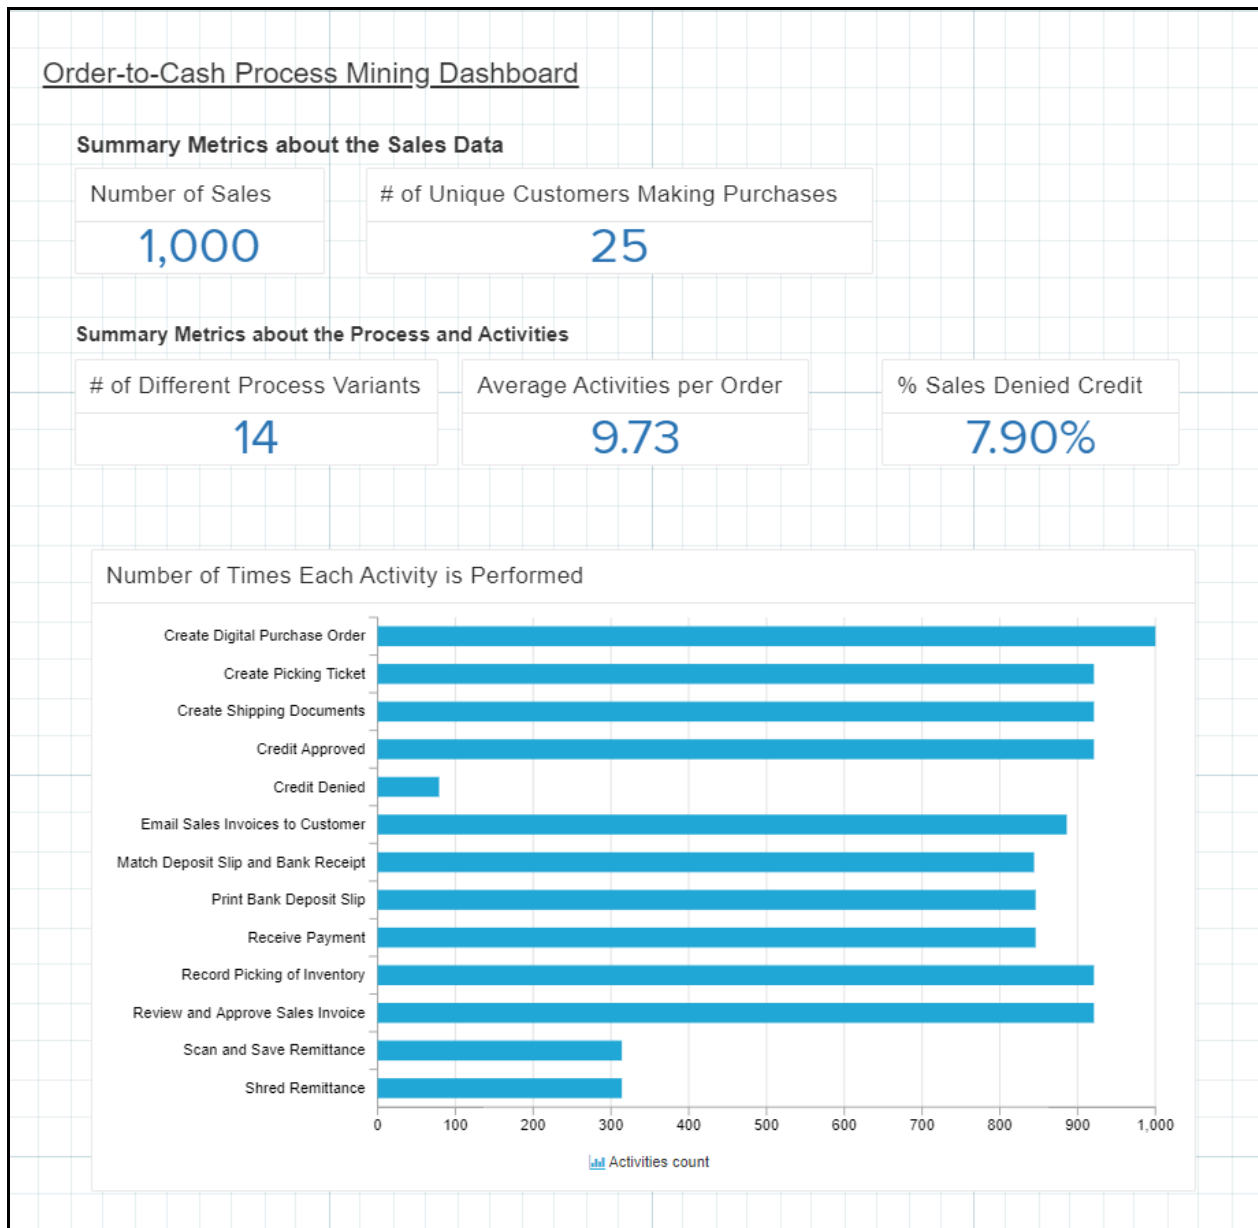 Order-to-Cash Process Mining Dashboard
Summary Metrics about the Sales Data
Number of Sales
# of Unique Customers Making Purchases
1,000
25
Summary Metrics about the Process and Activities
# of Different Process Variants
Average Activities per Order
% Sales Denied Credit
14
9.73
7.90%
Number of Times Each Activity is Performed
Create Digital Purchase Order
Create Picking Ticket
Create Shipping Documents
Credit Approved
Credit Denied
Email Sales Invoices to Customer
Match Deposit Slip and Bank Receipt
Print Bank Deposit Slip
Receive Payment
Record Picking of Inventory
Review and Approve Sales Invoice
Scan and Save Remittance
Shred Remittance
0 100 200 300 400 500 600 700 800 900 1,000
Activities count